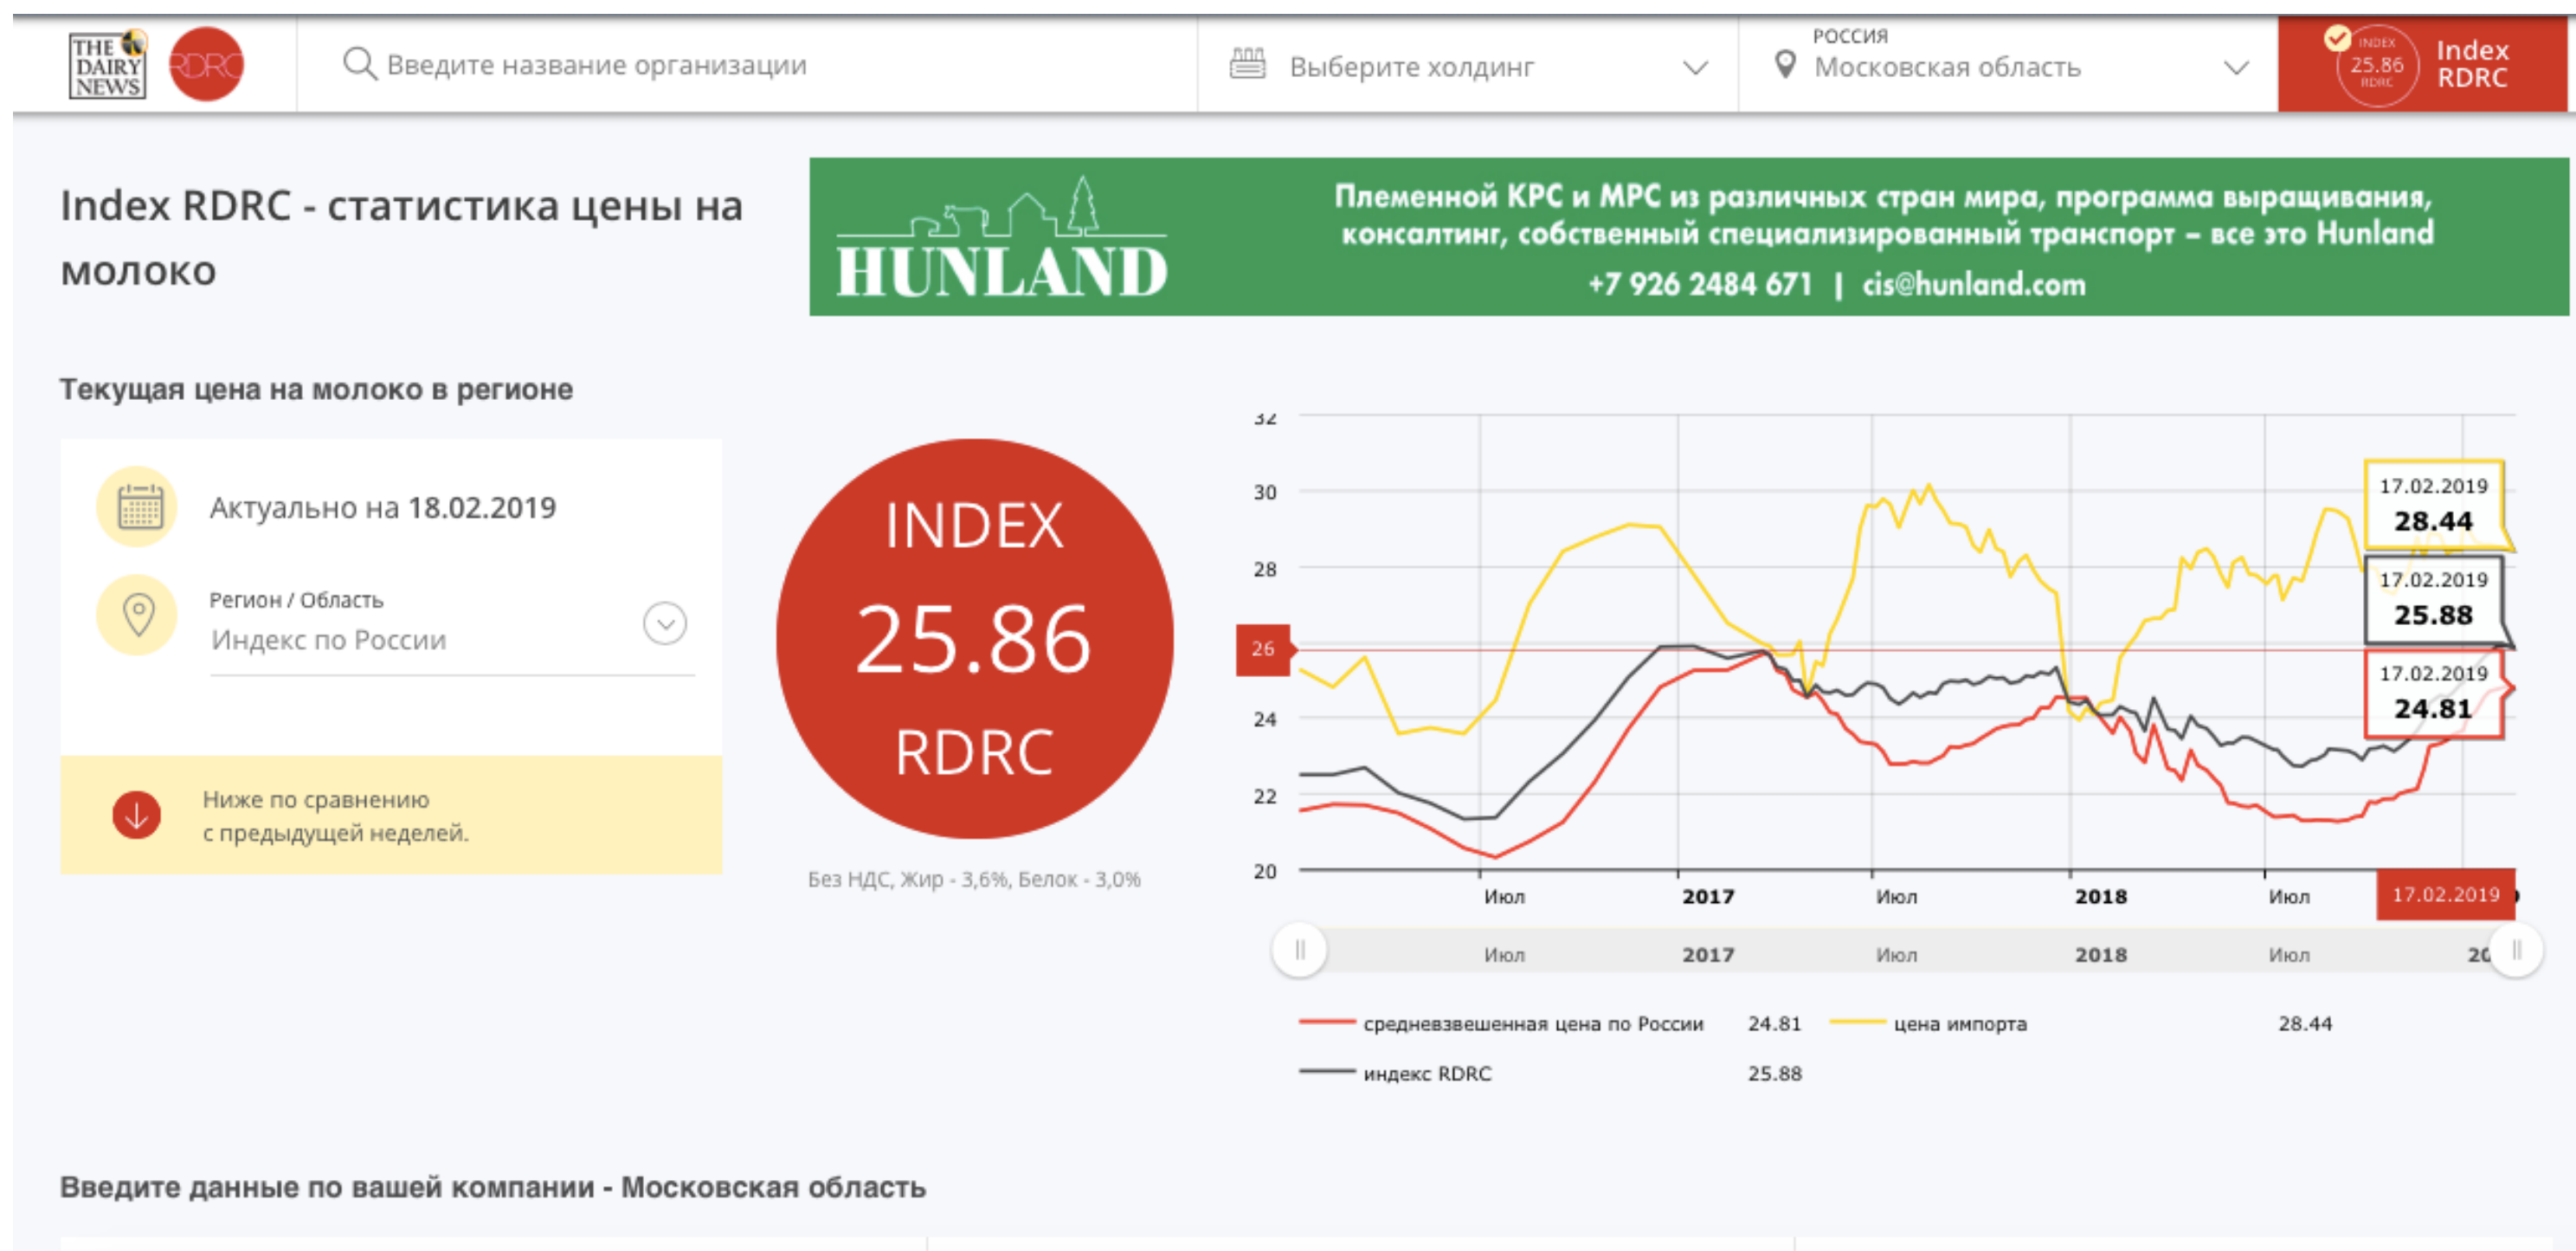 THE
DAIRY
NEWS
RDRC
Введите название организации
Выберите холдинг
РОССИЯ
Московская область
INDEX
25.86
RDRC
Index
RDRC
Index RDRC - статистика цены на
молоко
HUNLAND
Племенной КРС и МРС из различных стран мира, программа выращивания,
консалтинг, собственный специализированный транспорт – все это Hunland
+7 926 2484 671 | cis@hunland.com
Текущая цена на молоко в регионе
Актуально на 18.02.2019
Регион / Область
Индекс по России
Ниже по сравнению
с предыдущей неделей.
INDEX
25.86
RDRC
Без НДС, Жир - 3,6%, Белок - 3,0%
32
30
28
26
24
22
20
17.02.2019
28.44
17.02.2019
25.88
17.02.2019
24.81
Июл 2017 Июл 2018 Июл 17.02.2019
Июл 2017 Июл 2018 Июл
средневзвешенная цена по России 24.81 цена импорта 28.44
индекс RDRC 25.88
Введите данные по вашей компании - Московская область